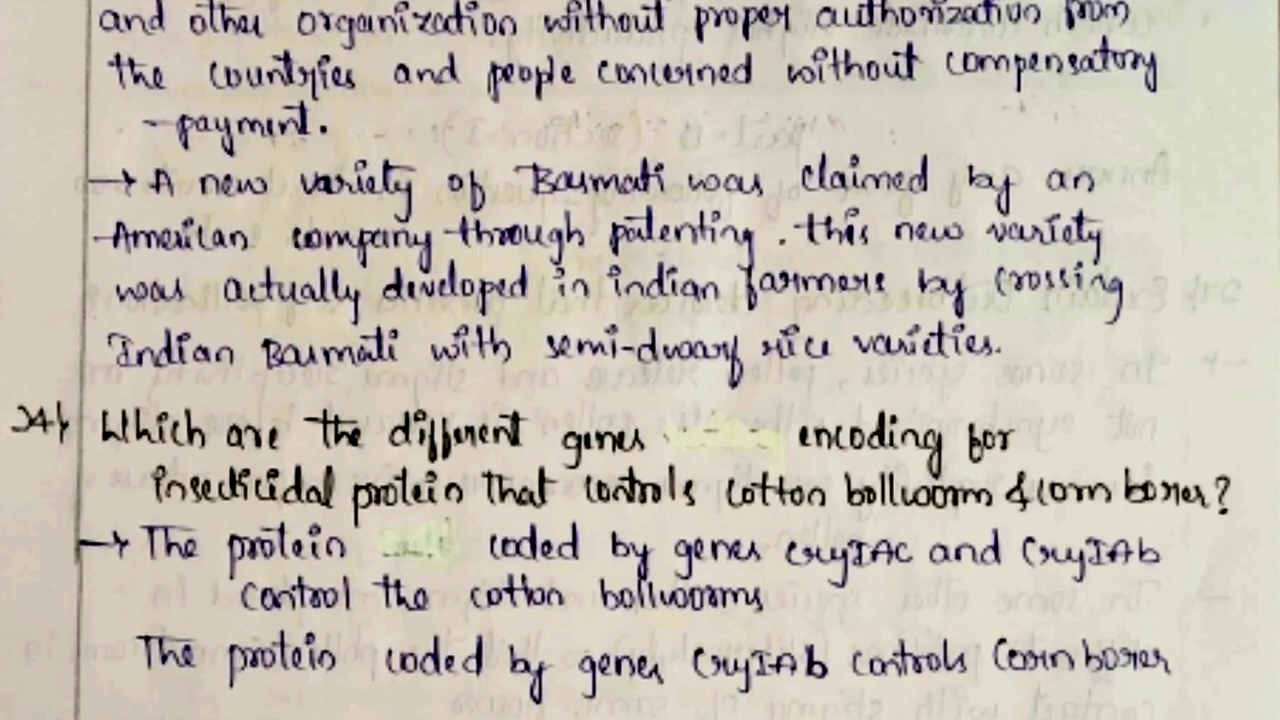 and other organization without proper authorization from
the countries and people concerned without compensatory
payment.
→ A new variety of Basmati was claimed by an
American company through patenting. this new variety
was actually developed in indian farmers by crossing
Indian Basmati with semi-dwarf rice varieties.
24) Which are the different genes encoding for
insecticidal protein that controls cotton bollworm & corn borer?
→ The protein coded by genes cryIAc and CryIAb
control the cotton bollworms
The protein coded by genes CryIAb controls Corn borer